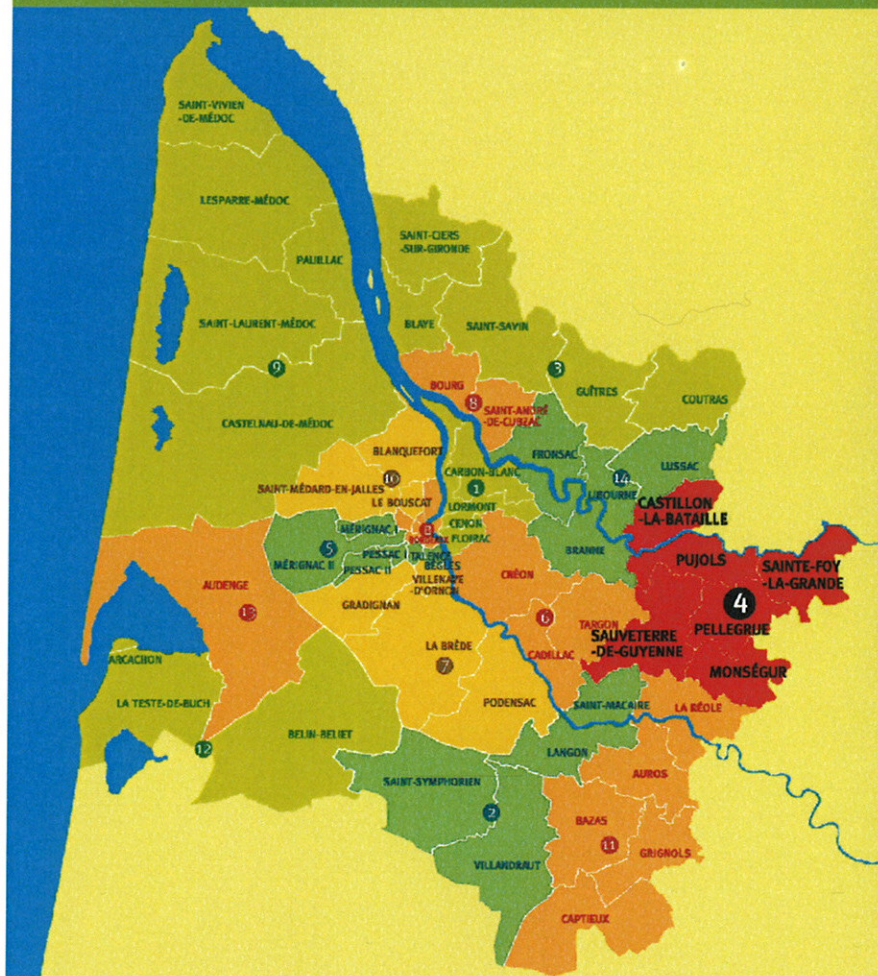 SAINT-VIVIEN
-DE-MÉDOC
LESPARRE-MÉDOC
SAINT-CIERS
-SUR-GIRONDE
PAUILLAC
SAINT-LAURENT-MÉDOC
BLAYE
SAINT-SAVIN
9
3
BOURG
GUÎTRES
COUTRAS
8
SAINT-ANDRÉ
-DE-CUBZAC
CASTELNAU-DE-MÉDOC
BLANQUEFORT
FRONSAC
LUSSAC
10
CARBON-BLANC
14
SAINT-MÉDARD-EN-JALLES
1
LIBOURNE
LE BOUSCAT
LORMONT
CASTILLON
-LA-BATAILLE
MÉRIGNAC I
CENON
BORDEAUX
FLOIRAC
5
PESSAC I
TALENCE
BRANNE
PUJOLS
SAINTE-FOY
-LA-GRANDE
MÉRIGNAC II
PESSAC II
BÈGLES
VILLENAVE
-D'ORNON
CRÉON
AUDENGE
13
GRADIGNAN
4
6
TARGON
PELLEGRUE
SAUVETERRE
-DE-GUYENNE
LA BRÈDE
7
CADILLAC
MONSÉGUR
ARCACHON
LA TESTE-DE-BUCH
PODENSAC
SAINT-MACAIRE
LA RÉOLE
12
BELIN-BELIET
LANGON
SAINT-SYMPHORIEN
AUROS
2
BAZAS
11
GRIGNOLS
VILLANDRAUT
CAPTIEUX